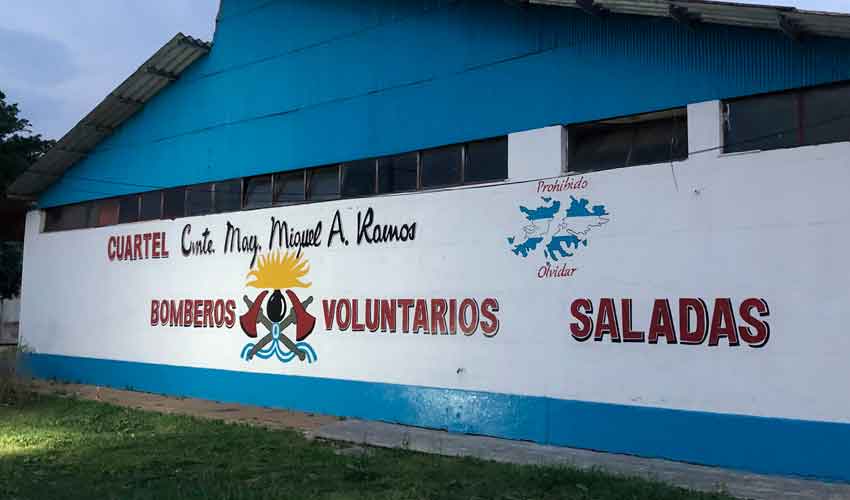 Prohibido
Olvidar
CUARTEL Cmte. May. Miguel A. Ramos
BOMBEROS VOLUNTARIOS SALADAS